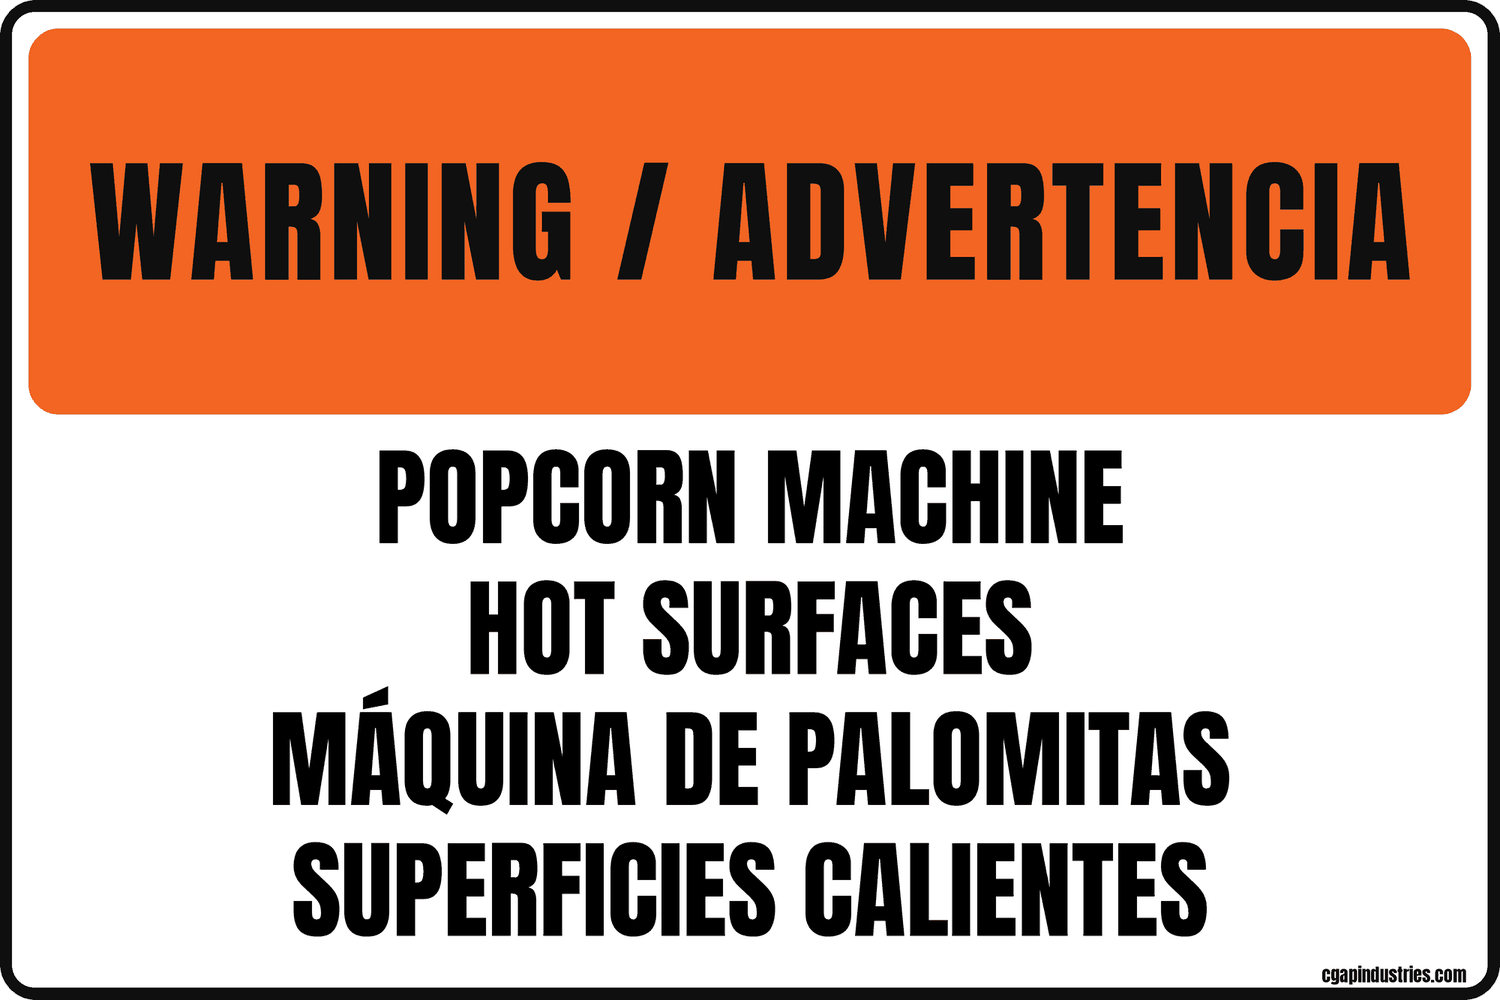 WARNING / ADVERTENCIA
POPCORN MACHINE
HOT SURFACES
MÁQUINA DE PALOMITAS
SUPERFICIES CALIENTES
cgapindustries.com